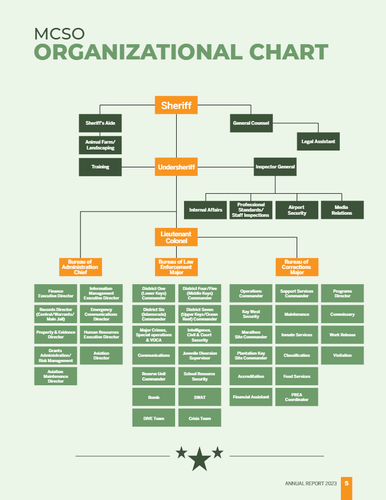 MCSO
ORGANIZATIONAL CHART
Sheriff
Sheriff's Aide
General Counsel
Animal Farm/
Landscaping
Legal Assistant
Training
Undersheriff
Inspector General
Internal Affairs
Professional
Standards/
Staff Inspections
Airport
Security
Media
Relations
Lieutenant
Colonel
Bureau of
Administration
Chief
Bureau of Law
Enforcement
Major
Bureau of
Corrections
Major
Finance
Executive Director
Information
Management
Executive Director
District One
(Lower Keys)
Commander
District Four/Five
(Middle Keys)
Commander
Operations
Commander
Support Services
Commander
Programs
Director
Records Director
(Central/Warrants/
Main Jail)
Emergency
Communications
Director
District Six
(Islamorada)
Commander
District Seven
(Upper Keys/Ocean
Reef) Commander
Key West
Security
Maintenance
Commissary
Property & Evidence
Director
Human Resources
Executive Director
Major Crimes,
Special operations
& VOCA
Intelligence,
Civil & Court
Security
Marathon
Site Commander
Inmate Services
Work Release
Grants
Administration/
Risk Management
Aviation
Director
Communications
Juvenile Diversion
Supervisor
Plantation Key
Site Commander
Classification
Visitation
Aviation
Maintenance
Director
Reserve Unit
Commander
School Resource
Security
Accreditation
Food Services
Bomb
SWAT
Financial Assistant
PREA
Coordinator
DIVE Team
Crisis Team
ANNUAL REPORT 2023
5